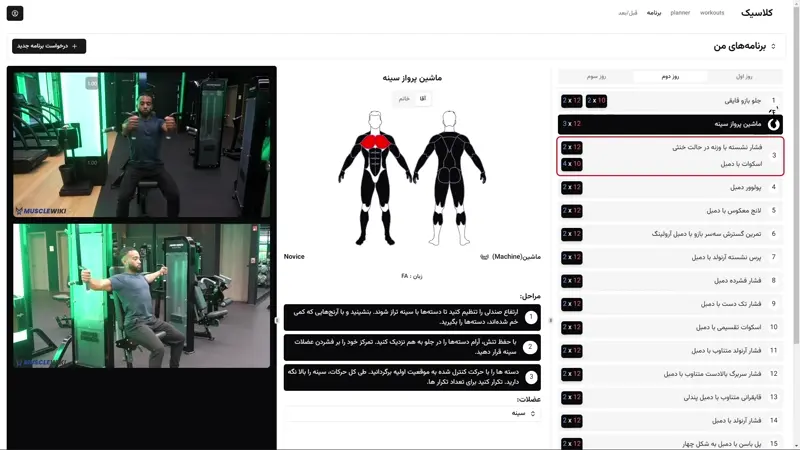 کلاسیک
workouts
planner
برنامه
قبل/بعد
برنامه‌های من
درخواست برنامه جدید
روز اول
روز دوم
روز سوم
1 جلو بازو قایقی 2 x 10 2 x 12
ماشین پرواز سینه 3 x 12
3
فشار نشسته با وزنه در حالت خنثی 2 x 12
اسکوات با دمبل 4 x 10
4 پولوور دمبل 2 x 12
5 لانج معکوس با دمبل 2 x 12
6 تمرین گسترش سه‌سر بازو با دمبل آرولینگ 2 x 12
7 پرس نشسته آرنولد با دمبل 2 x 12
8 فشار فشرده دمبل 2 x 12
9 فشار تک دست با دمبل 2 x 12
10 اسکوات تقسیمی با دمبل 2 x 12
11 فشار آرنولد متناوب با دمبل 2 x 12
12 فشار سربرگ بالادست متناوب با دمبل 2 x 12
13 قایقرانی متناوب با دمبل پندلی 2 x 12
14 فشار آرنولد با دمبل 2 x 12
15 پل باسن با دمبل به شکل چهار 2 x 12
ماشین پرواز سینه
آقا
خانم
ماشین(Machine)
Novice
زبان : FA
مراحل:
1 ارتفاع صندلی را تنظیم کنید تا دسته‌ها با سینه تراز شوند. بنشینید و با آرنج‌هایی که کمی
خم شده‌اند، دسته‌ها را بگیرید.
2 با حفظ تنش، آرام دسته‌ها را در جلو به هم نزدیک کنید. تمرکز خود را بر فشردن عضلات
سینه قرار دهید.
3 دسته ها را با حرکت کنترل شده به موقعیت اولیه برگردانید. طی کل حرکات، سینه را بالا نگه
دارید. تکرار کنید برای تعداد تکرار ها.
عضلات:
سینه
1.00
1.00
MUSCLEWIKI
MUSCLEWIKI